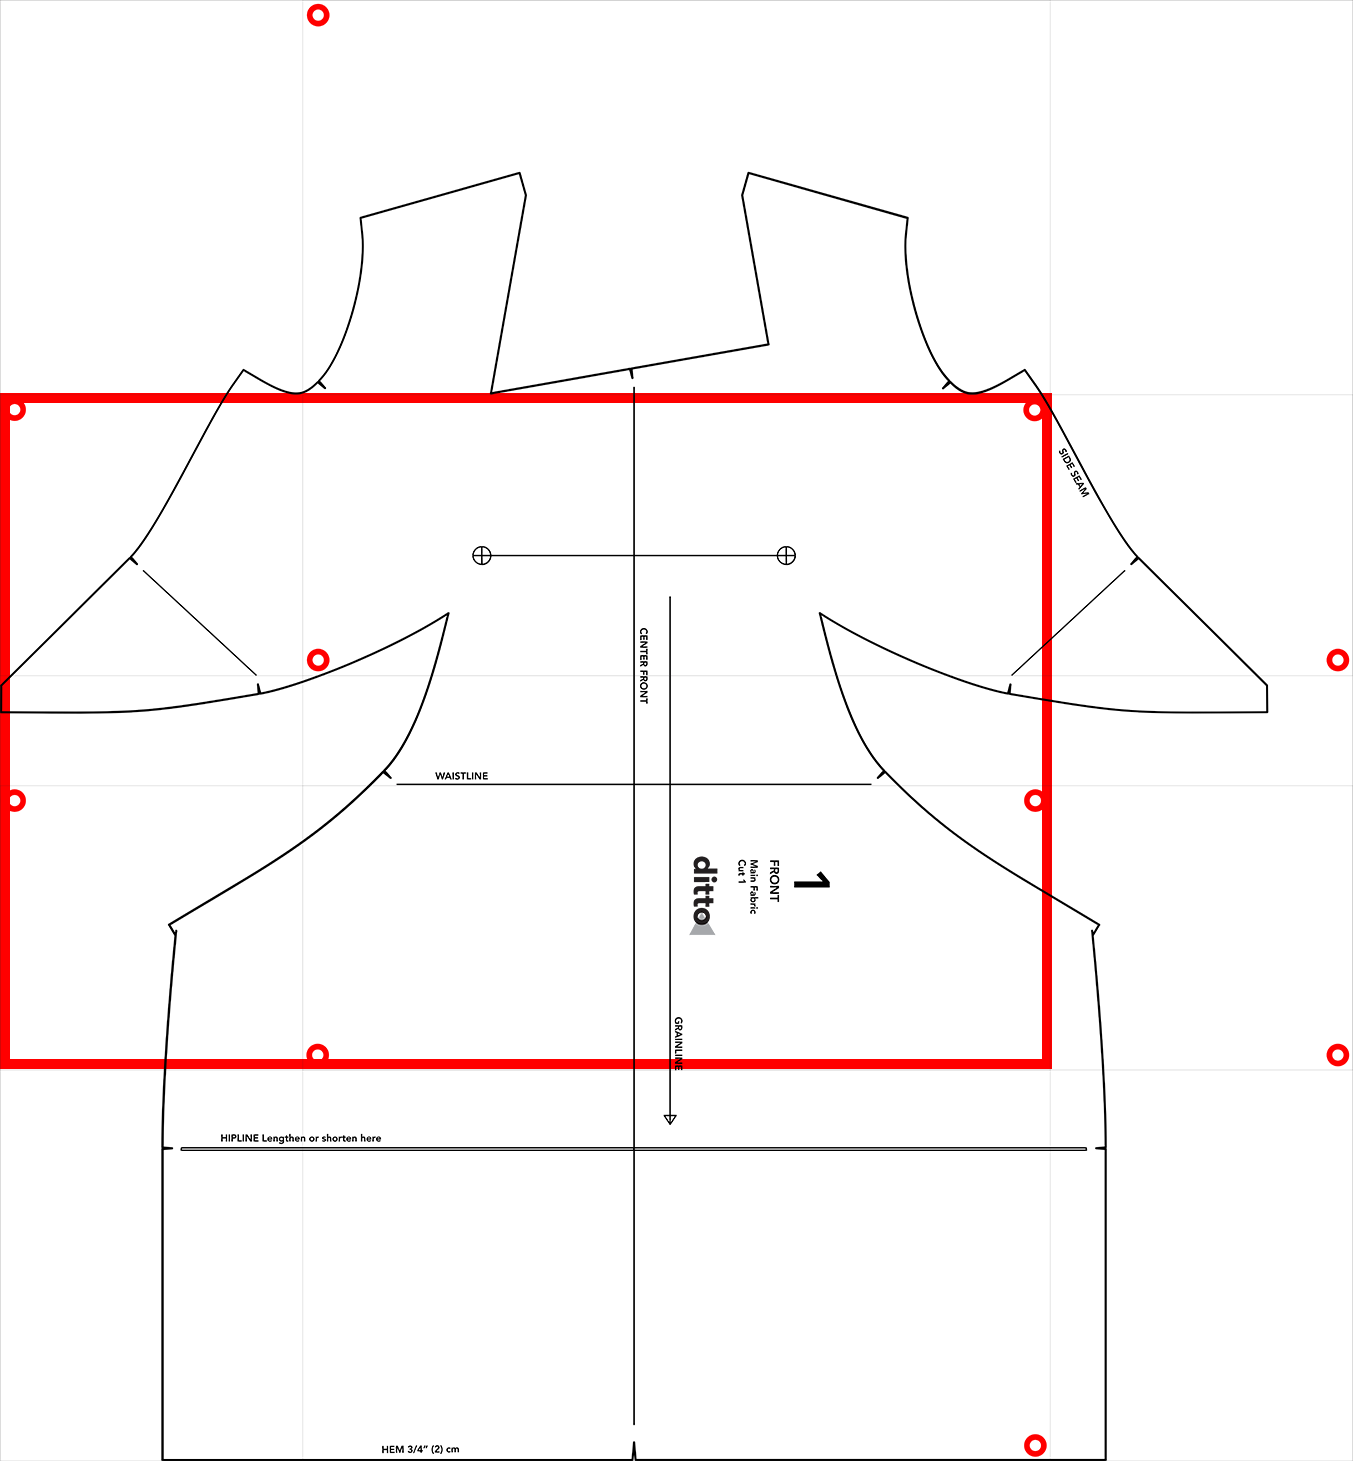 SIDE SEAM
CENTER FRONT
WAISTLINE
1
FRONT
Main Fabric
Cut 1
ditto
GRAINLINE
HIPLINE Lengthen or shorten here
HEM 3/4” (2) cm